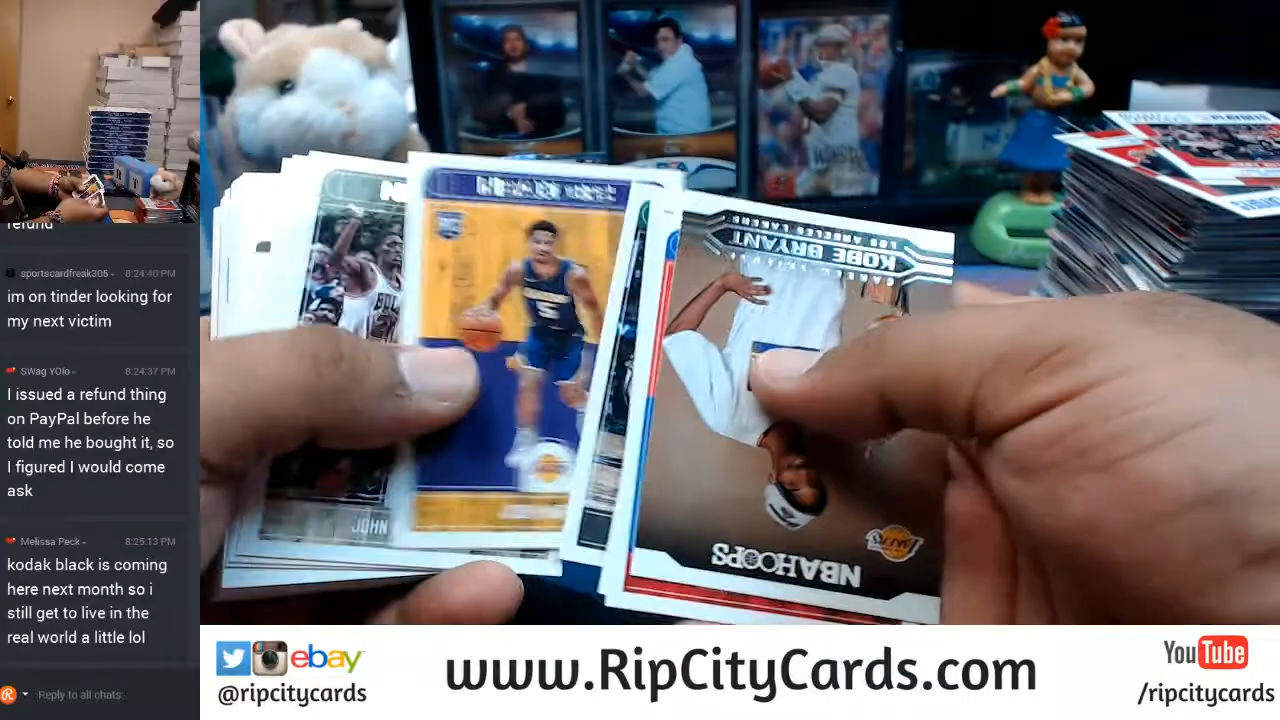 refund
sportscardfreak305 8:24:40 PM
im on tinder looking for
my next victim
SWag YOlo 8:24:37 PM
I issued a refund thing
on PayPal before he
told me he bought it, so
I figured I would come
ask
Melissa Peck 8:25:13 PM
kodak black is coming
here next month so i
still get to live in the
real world a little lol
Reply to all chats
JOHN
LOS ANGELES LAKERS
KOBE BRYANT
NBA HOOPS
ebay
@ripcitycards
www.RipCityCards.com
YouTube
/ripcitycards